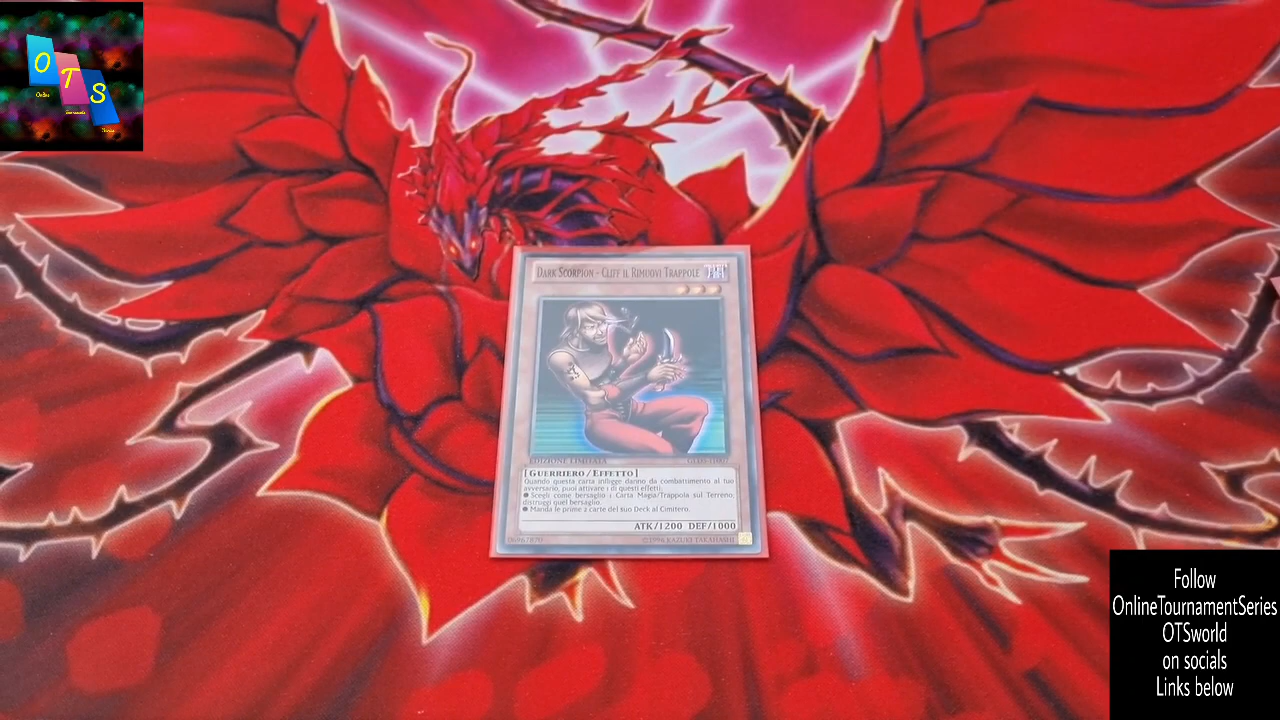 O
T
S
Online
Dark Scorpion - Cliff il Rimuovi Trappole
Edizione Limitata
[Guerriero/Effetto]
Quando questa carta infligge danno da combattimento al tuo
avversario, puoi attivare 1 di questi effetti;
● Scegli come bersaglio 1 Carta Magia/Trappola sul Terreno;
distruggi quel bersaglio.
● Manda le prime 2 carte del suo Deck al Cimitero.
ATK/1200 DEF/1000
©1996 KAZUKI TAKAHASHI
Follow
OnlineTournamentSeries
OTSworld
on socials
Links below